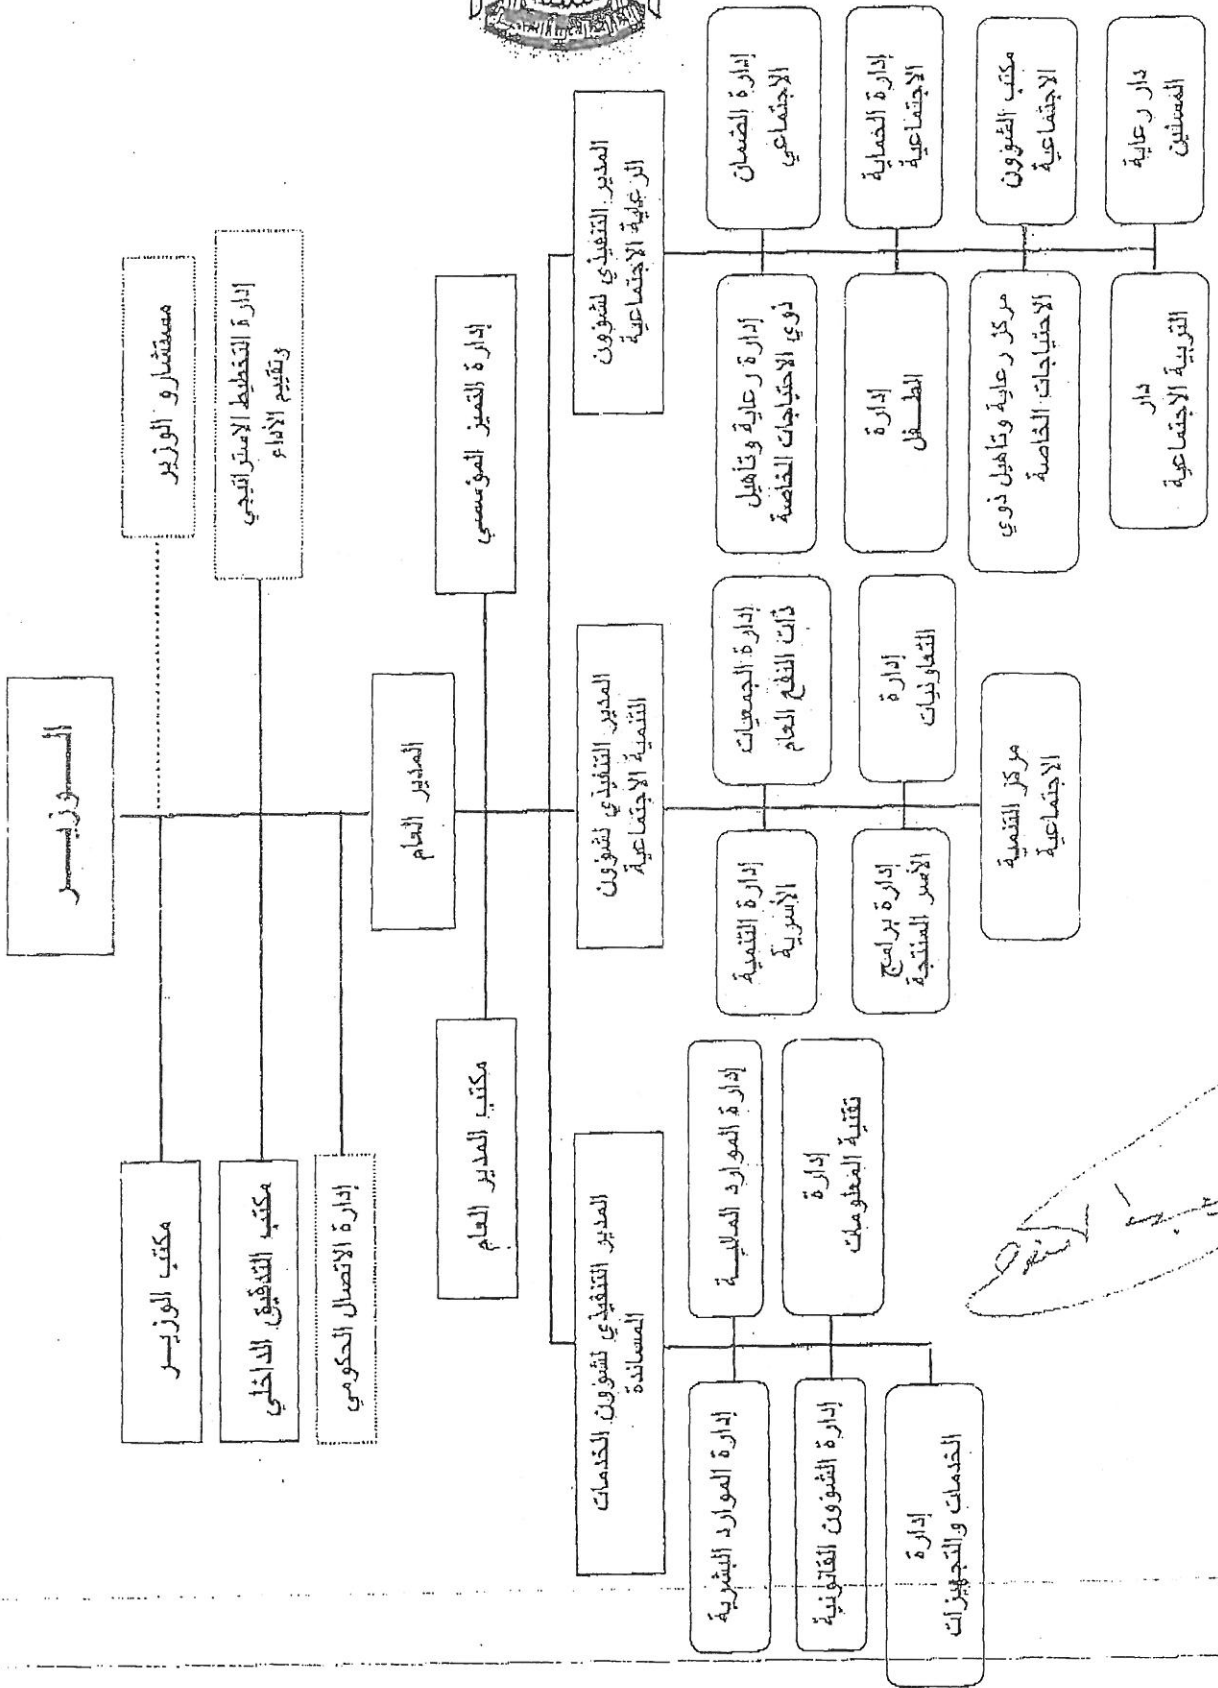 الـــــوزيـــــر
مستشارو الوزير
مكتب الوزيـر
إدارة التخطيط الاستراتيجي
وتقييم الأداء
مكتب التدقيق الداخلي
إدارة الاتصال الحكومي
المدير العام
إدارة التميز المؤسسي
مكتب المدير العام
المدير التنفيذي لشؤون
الرعاية الاجتماعية
المدير التنفيذي لشؤون
التنمية الاجتماعية
المدير التنفيذي لشؤون الخدمات
المساندة
إدارة الضمان
الاجتماعي
إدارة رعاية وتأهيل
ذوي الاحتياجات الخاصة
إدارة الحماية
الاجتماعية
إدارة
الطــفل
مكتب الشؤون
الاجتماعية
مركز رعاية وتأهيل ذوي
الاحتياجات الخاصة
دار رعاية
المسنين
دار
التربية الاجتماعية
إدارة الجمعيات
ذات النفع العام
إدارة التنمية
الأسرية
إدارة
التعاونيات
إدارة برامج
الأسر المنتجة
مركز التنمية
الاجتماعية
إدارة الموارد الماليــة
إدارة الموارد البشرية
إدارة
تقنية المعلومات
إدارة الشؤون القانونية
إدارة
الخدمات والتجهيزات